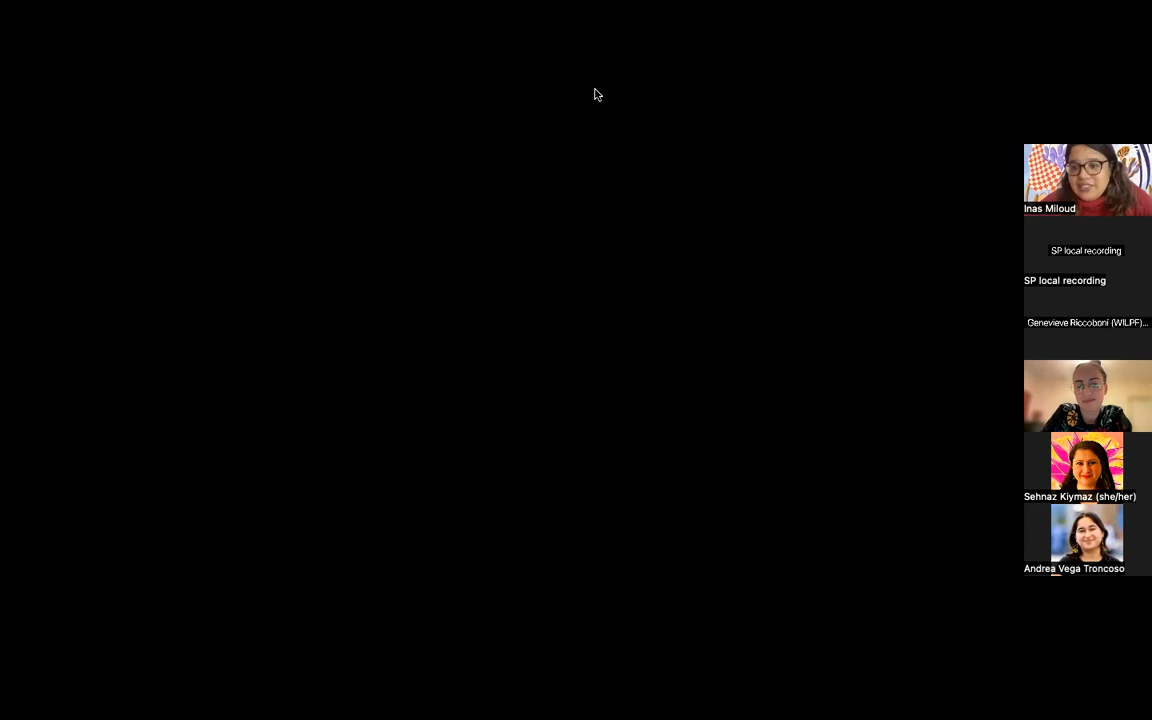 Inas Miloud
SP local recording
SP local recording
Genevieve Riccoboni (WILPF)...
Sehnaz Kiymaz (she/her)
Andrea Vega Troncoso